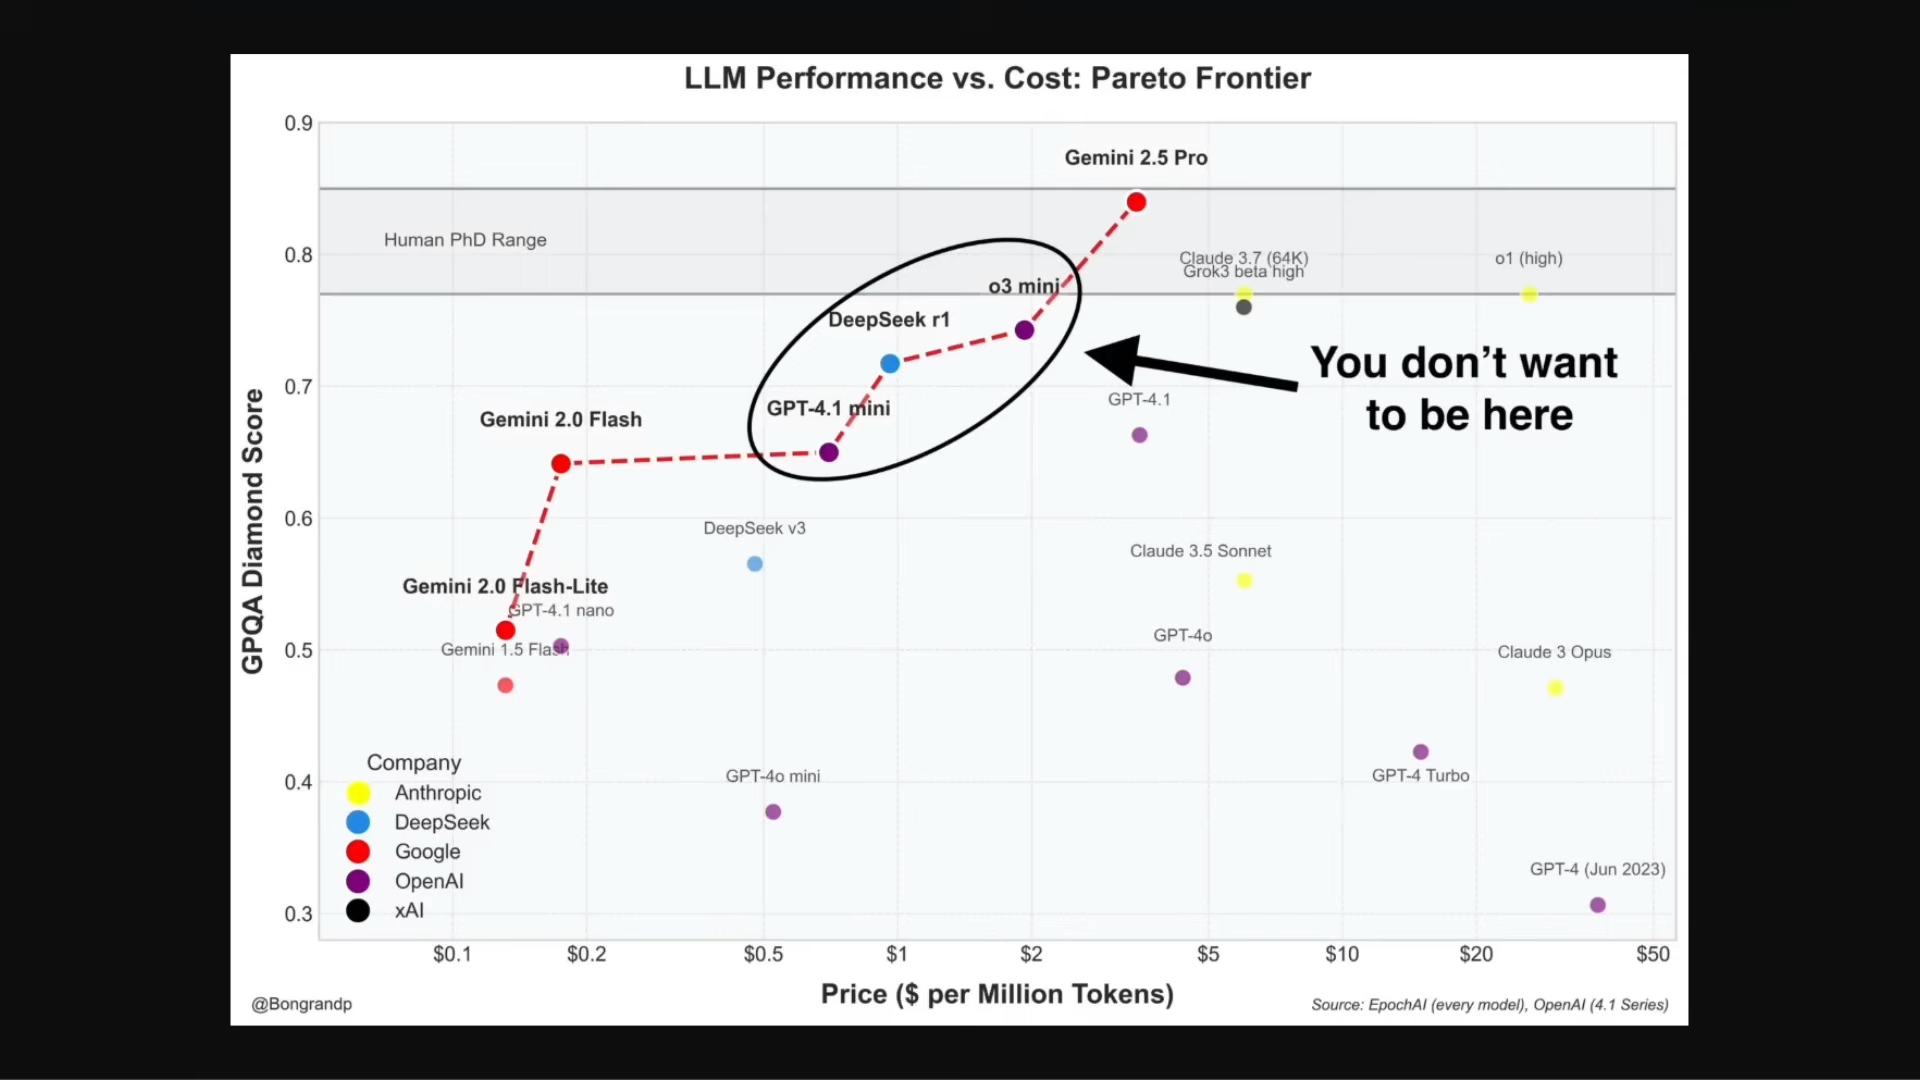 LLM Performance vs. Cost: Pareto Frontier
0.9
Gemini 2.5 Pro
Human PhD Range
0.8
Claude 3.7 (64K)
Grok3 beta high
o1 (high)
o3 mini
DeepSeek r1
You don't want
to be here
0.7
GPT-4.1
GPT-4.1 mini
Gemini 2.0 Flash
GPQA Diamond Score
0.6
DeepSeek v3
Claude 3.5 Sonnet
Gemini 2.0 Flash-Lite
GPT-4.1 nano
GPT-4o
0.5
Gemini 1.5 Flash
Claude 3 Opus
Company
Anthropic
DeepSeek
Google
OpenAI
xAI
0.4
GPT-4o mini
GPT-4 Turbo
GPT-4 (Jun 2023)
0.3
$0.1 $0.2 $0.5 $1 $2 $5 $10 $20 $50
Price ($ per Million Tokens)
@Bongrandp
Source: EpochAI (every model), OpenAI (4.1 Series)